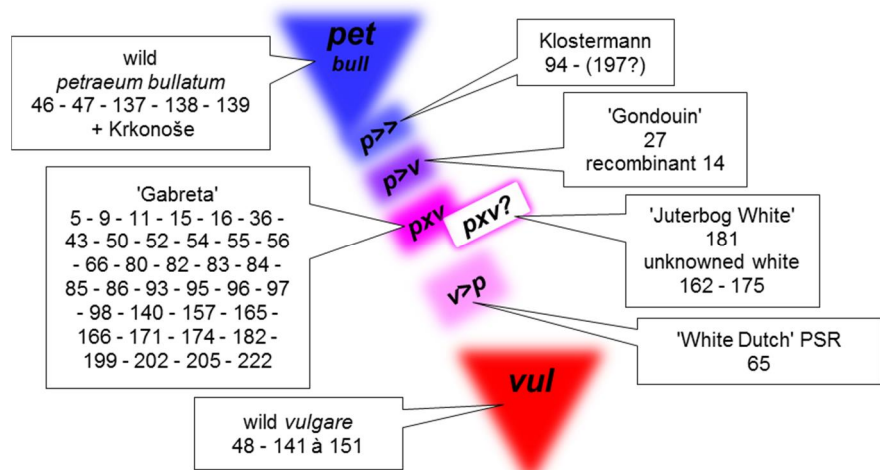 pet
bull
wild
petraeum bullatum
46 - 47 - 137 - 138 - 139
+ Krkonoše
Klostermann
94 - (197?)
p>>
'Gondouin'
27
recombinant 14
p>v
'Gabreta'
5 - 9 - 11 - 15 - 16 - 36 -
43 - 50 - 52 - 54 - 55 - 56
- 66 - 80 - 82 - 83 - 84 -
85 - 86 - 93 - 95 - 96 - 97
- 98 - 140 - 157 - 165 -
166 - 171 - 174 - 182 -
199 - 202 - 205 - 222
pxv
pxv?
'Juterbog White'
181
unknowned white
162 - 175
v>p
'White Dutch' PSR
65
vul
wild vulgare
48 - 141 à 151